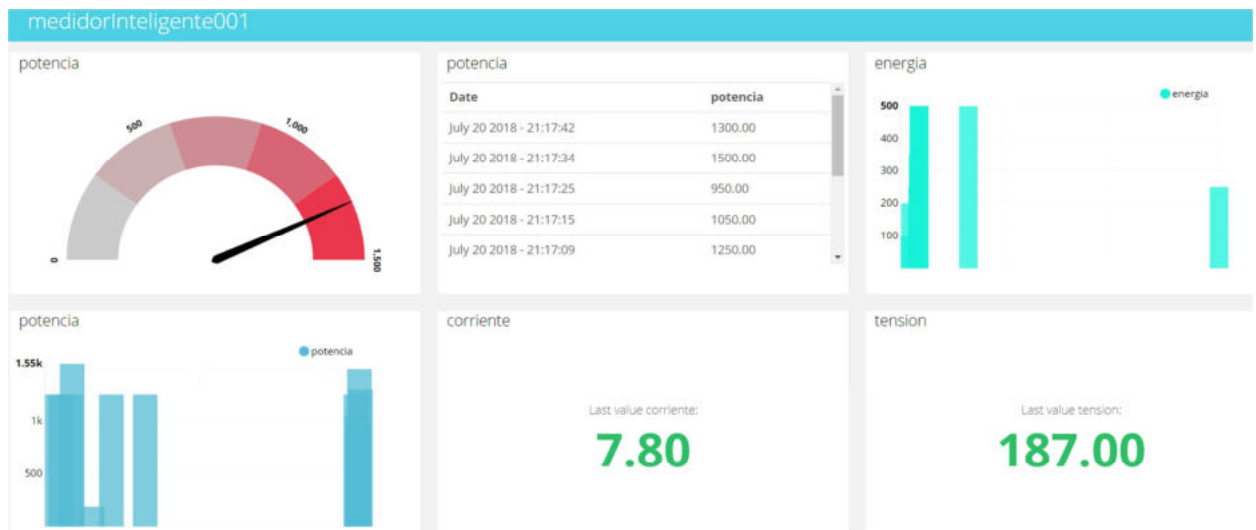 medidorInteligente001
potencia
500
1,000
0
1,500
potencia
Date potencia
July 20 2018 - 21:17:42 1300.00
July 20 2018 - 21:17:34 1500.00
July 20 2018 - 21:17:25 950.00
July 20 2018 - 21:17:15 1050.00
July 20 2018 - 21:17:09 1250.00
energia
energia
500
400
300
200
100
potencia
potencia
1.55k
1k
500
corriente
Last value corriente:
7.80
tension
Last value tension:
187.00